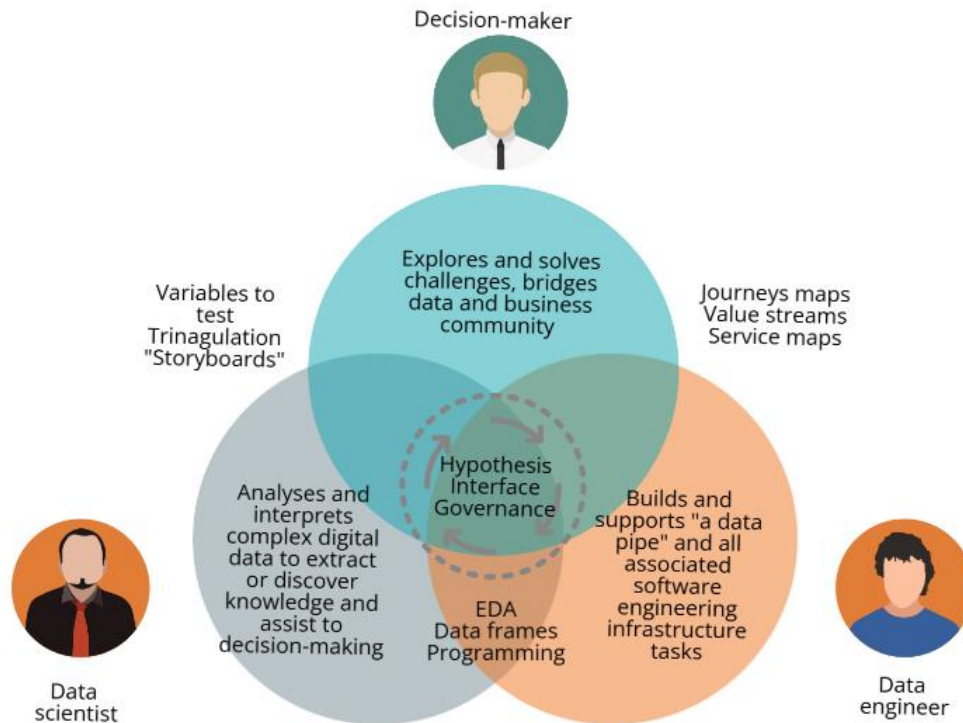 Decision-maker
Explores and solves
challenges, bridges
data and business
community
Variables to
test
Trinagulation
"Storyboards"
Journeys maps
Value streams
Service maps
Hypothesis
Interface
Governance
Analyses and
interprets
complex digital
data to extract
or discover
knowledge and
assist to
decision-making
Builds and
supports "a data
pipe" and all
associated
software
engineering
infrastructure
tasks
EDA
Data frames
Programming
Data
scientist
Data
engineer